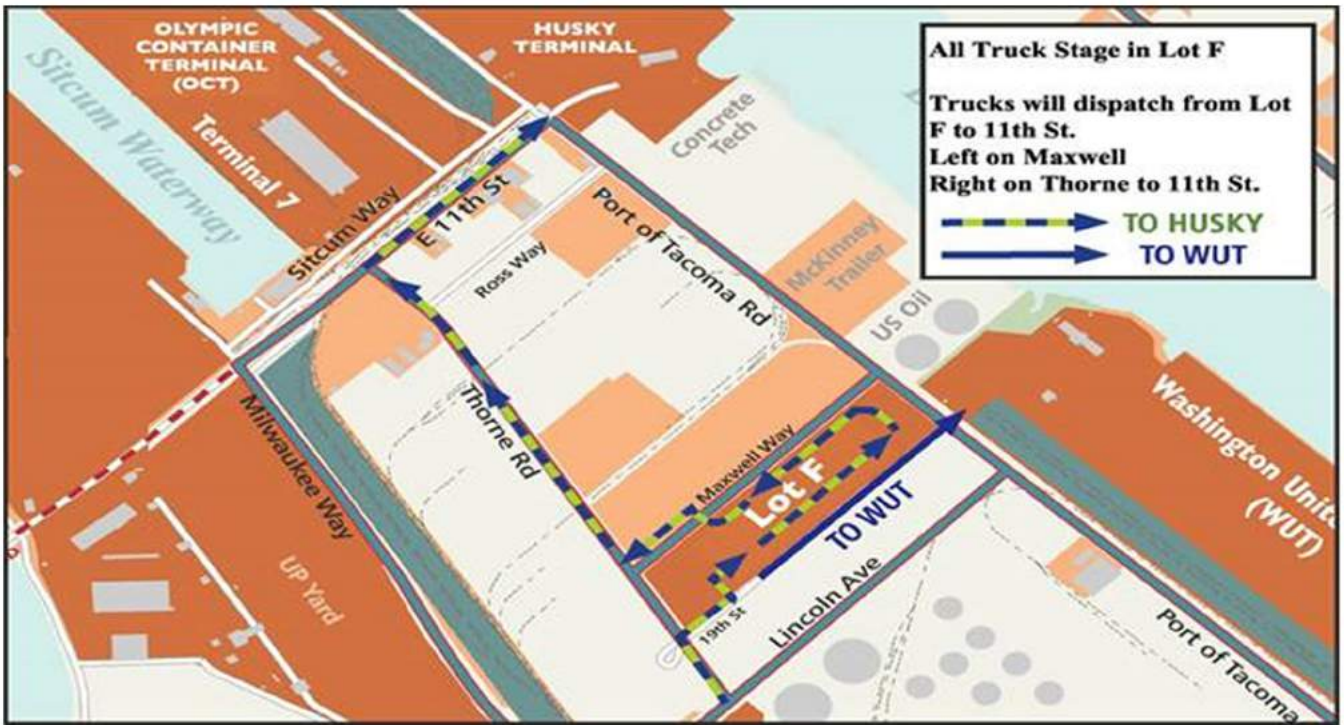 OLYMPIC
CONTAINER
TERMINAL
(OCT)
HUSKY
TERMINAL
All Truck Stage in Lot F
Trucks will dispatch from Lot
F to 11th St.
Left on Maxwell
Right on Thorne to 11th St.
TO HUSKY
TO WUT
Sitcum Waterway
Terminal 7
Concrete
Tech
Sitcum Way
E 11th St
Ross Way
Port of Tacoma Rd
McKinney
Trailer
US Oil
Milwaukee Way
Thorne Rd
Maxwell Way
Lot F
TO WUT
Washington Unit
(WUT)
UP Yard
19th St
Lincoln Ave
Port of Tacoma